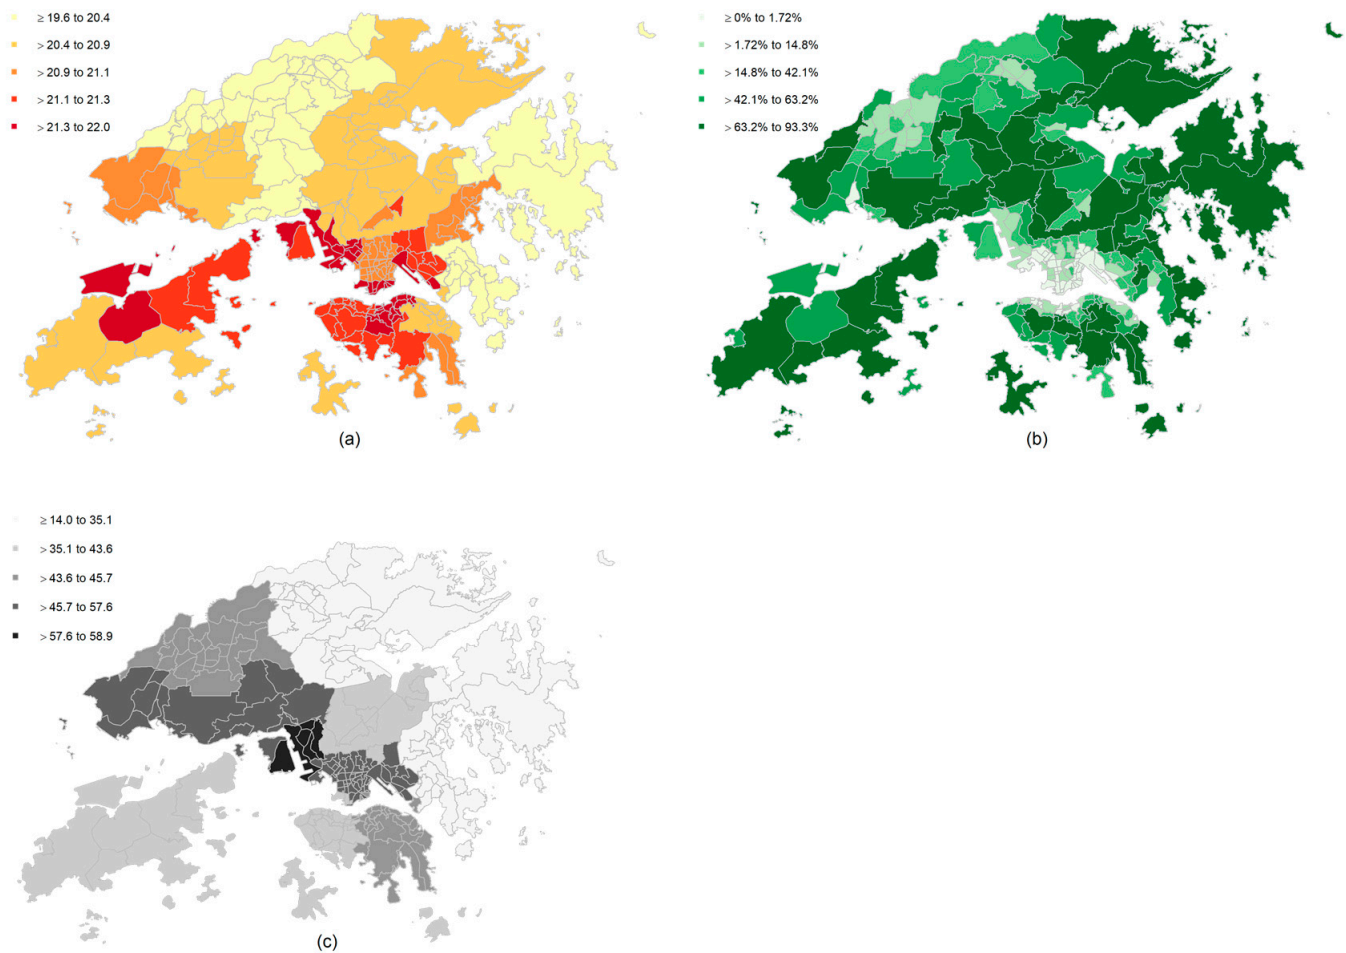 ≥ 19.6 to 20.4
> 20.4 to 20.9
> 20.9 to 21.1
> 21.1 to 21.3
> 21.3 to 22.0
(a)
≥ 0% to 1.72%
> 1.72% to 14.8%
> 14.8% to 42.1%
> 42.1% to 63.2%
> 63.2% to 93.3%
(b)
≥ 14.0 to 35.1
> 35.1 to 43.6
> 43.6 to 45.7
> 45.7 to 57.6
> 57.6 to 58.9
(c)